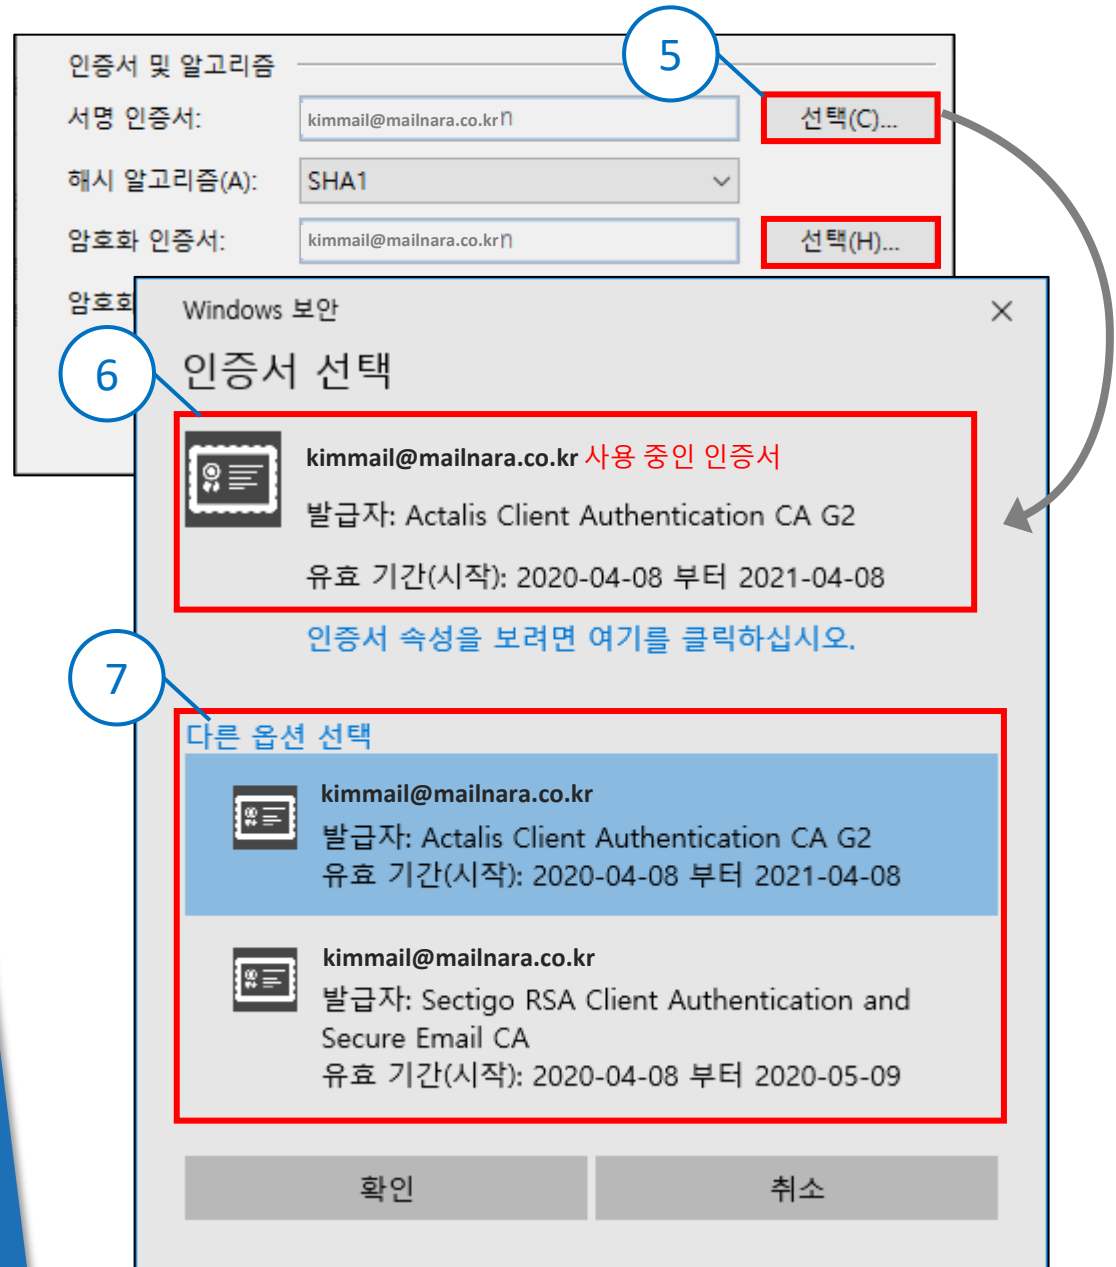 5
인증서 및 알고리즘
서명 인증서:
kimmail@mailnara.co.kr
선택(C)...
해시 알고리즘(A):
SHA1
암호화 인증서:
kimmail@mailnara.co.kr
선택(H)...
암호화
Windows 보안
6
인증서 선택
kimmail@mailnara.co.kr 사용 중인 인증서
발급자: Actalis Client Authentication CA G2
유효 기간(시작): 2020-04-08 부터 2021-04-08
인증서 속성을 보려면 여기를 클릭하십시오.
7
다른 옵션 선택
kimmail@mailnara.co.kr
발급자: Actalis Client Authentication CA G2
유효 기간(시작): 2020-04-08 부터 2021-04-08
kimmail@mailnara.co.kr
발급자: Sectigo RSA Client Authentication and
Secure Email CA
유효 기간(시작): 2020-04-08 부터 2020-05-09
확인
취소